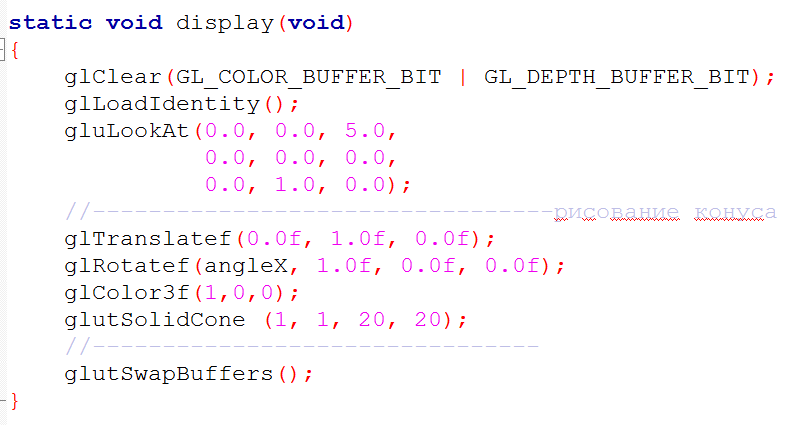 static void display(void)
{
    glClear(GL_COLOR_BUFFER_BIT | GL_DEPTH_BUFFER_BIT);
    glLoadIdentity();
    gluLookAt(0.0, 0.0, 5.0,
              0.0, 0.0, 0.0,
              0.0, 1.0, 0.0);
    //---------------------------------рисование конуса
    glTranslatef(0.0f, 1.0f, 0.0f);
    glRotatef(angleX, 1.0f, 0.0f, 0.0f);
    glColor3f(1,0,0);
    glutSolidCone (1, 1, 20, 20);
    //--------------------------------
    glutSwapBuffers();
}